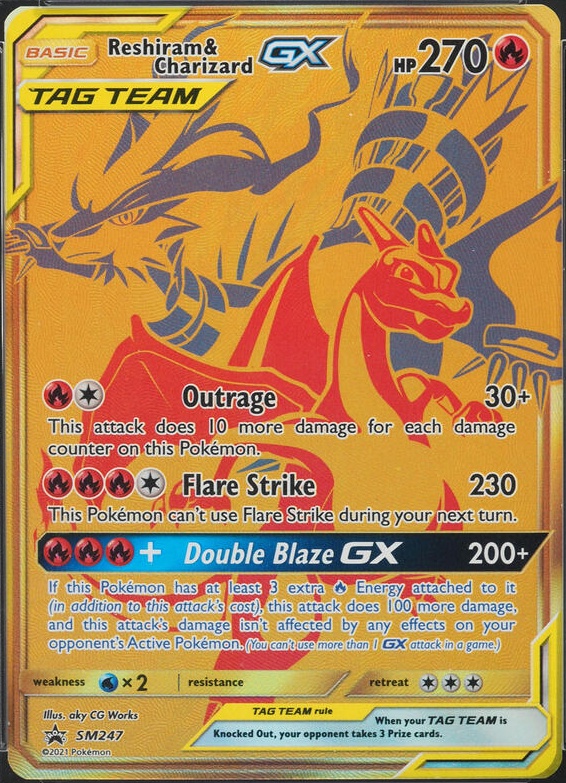 BASIC
Reshiram&
Charizard GX
HP270
TAG TEAM
Outrage 30+
This attack does 10 more damage for each damage
counter on this Pokémon.
Flare Strike 230
This Pokémon can't use Flare Strike during your next turn.
+ Double Blaze GX 200+
If this Pokémon has at least 3 extra Energy attached to it
(in addition to this attack's cost), this attack does 100 more damage,
and this attack's damage isn't affected by any effects on your
opponent's Active Pokémon. (You can't use more than 1 GX attack in a game.)
weakness ×2 resistance retreat
Illus. aky CG Works
TAG TEAM rule
When your TAG TEAM is
Knocked Out, your opponent takes 3 Prize cards.
PROMO SM247
©2021 Pokémon